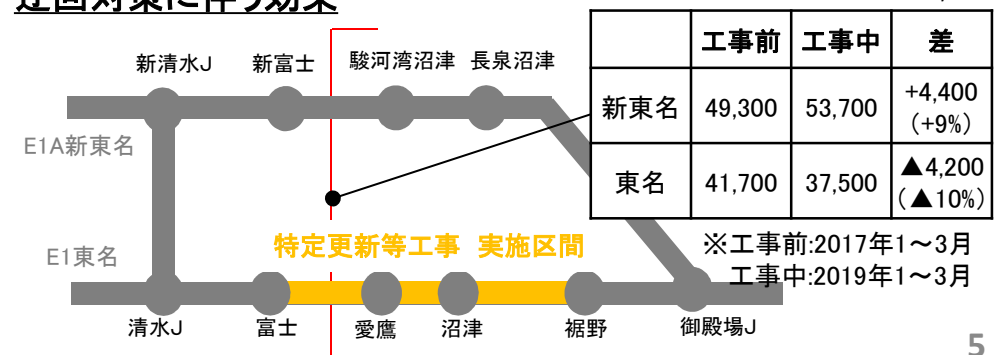 迂回対策に伴う効果
工事前 工事中 差
新東名 49,300 53,700 +4,400
(+9%)
東名 41,700 37,500 ▲4,200
(▲10%)
※工事前:2017年1～3月
工事中:2019年1～3月
新清水J 新富士 駿河湾沼津 長泉沼津
E1A新東名
特定更新等工事 実施区間
E1東名
清水J 富士 愛鷹 沼津 裾野 御殿場J
5